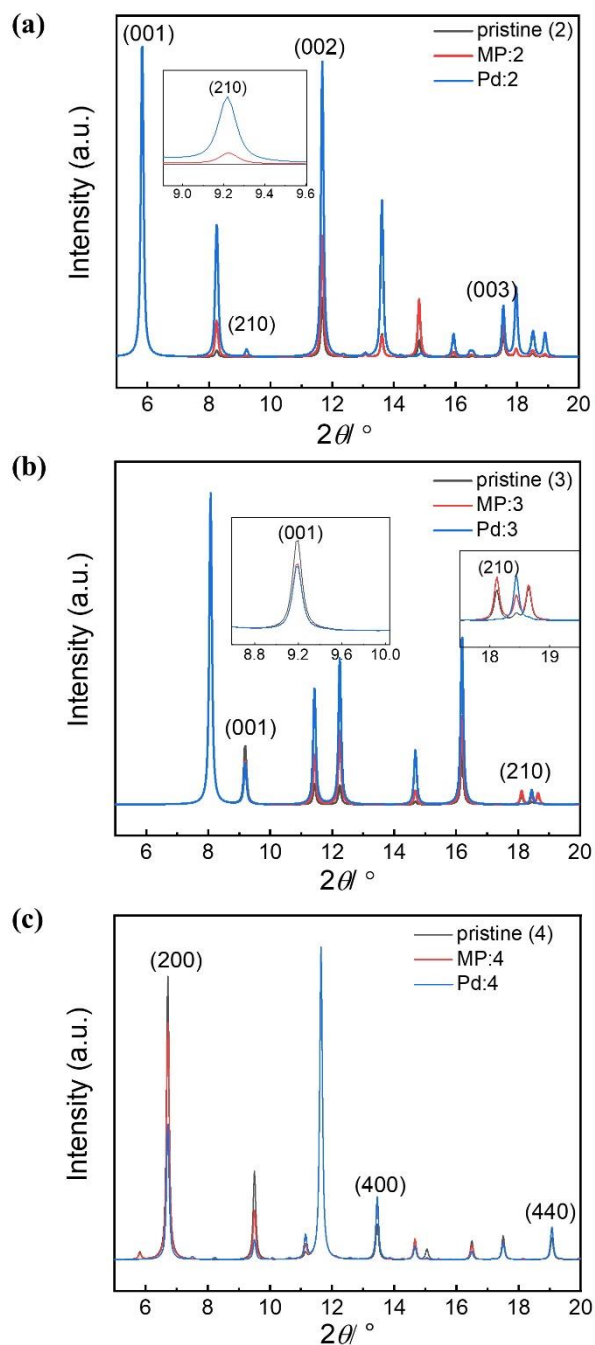 (a)
(001)
(002)
pristine (2)
MP:2
Pd:2
(210)
9.0 9.2 9.4 9.6
(210)
(003)
Intensity (a.u.)
6 8 10 12 14 16 18 20
2θ/ °
(b)
pristine (3)
MP:3
Pd:3
(001)
8.8 9.2 9.6 10.0
(210)
18 19
(001)
(210)
Intensity (a.u.)
6 8 10 12 14 16 18 20
2θ/ °
(c)
(200)
pristine (4)
MP:4
Pd:4
(400)
(440)
Intensity (a.u.)
6 8 10 12 14 16 18 20
2θ/ °